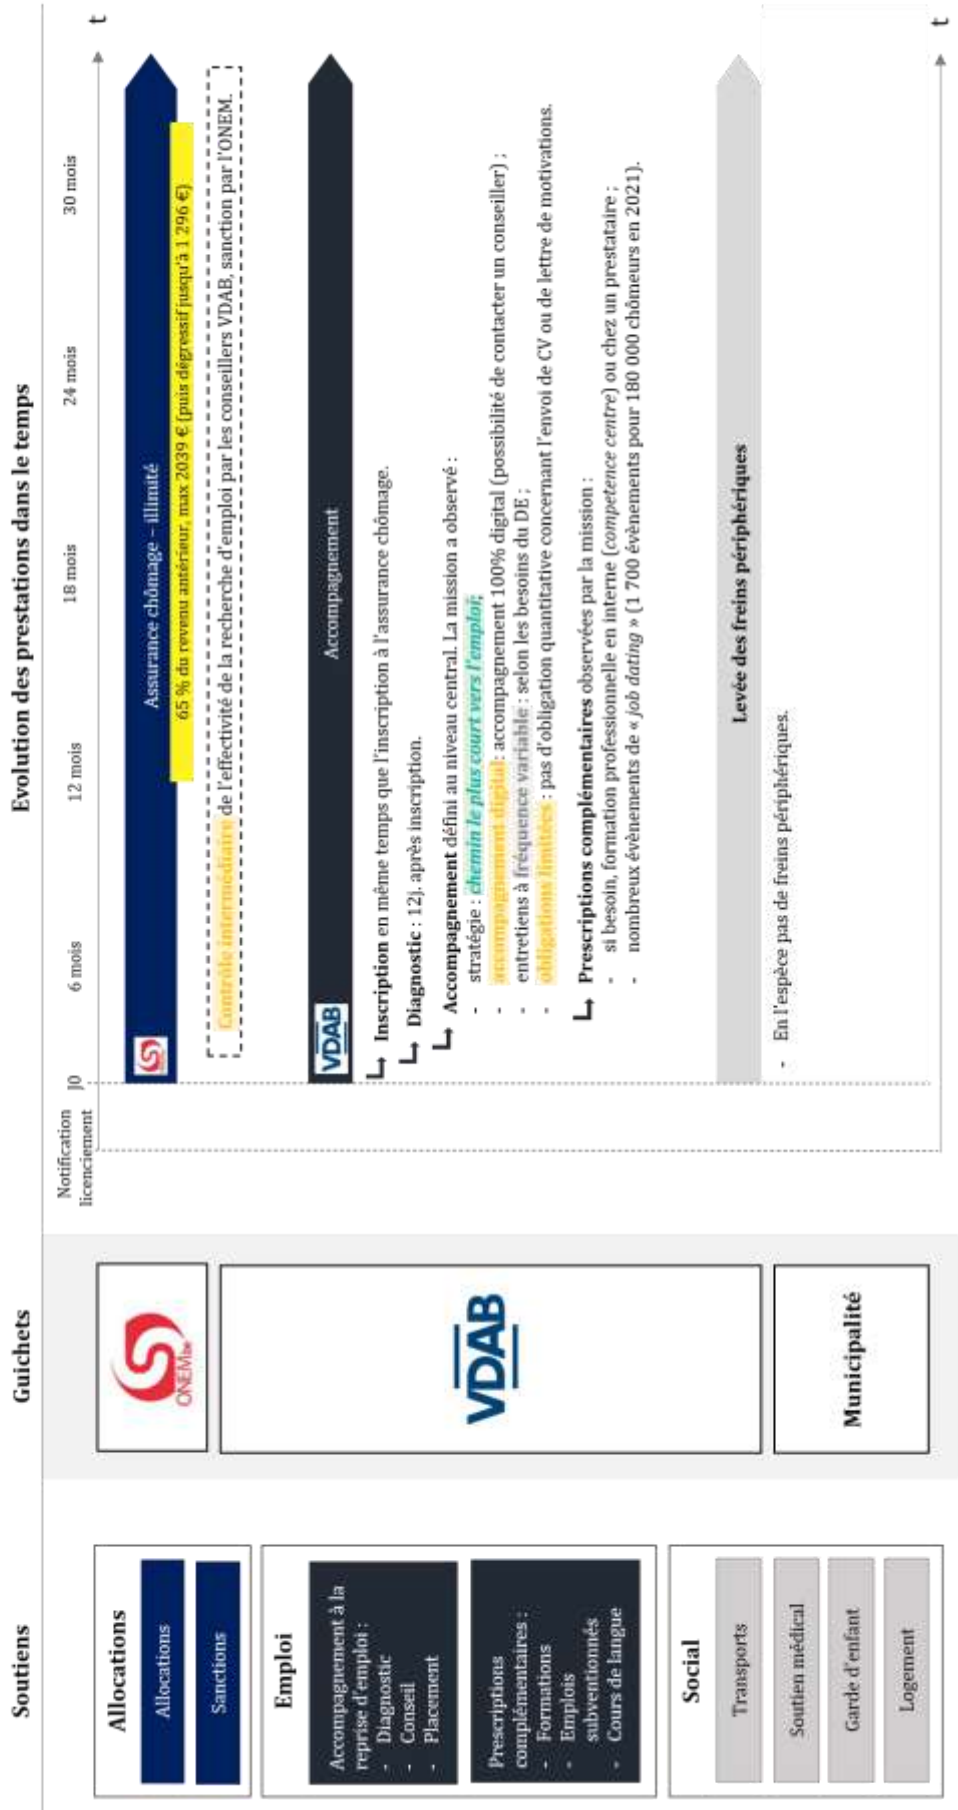 Soutiens
Guichets
Evolution des prestations dans le temps
Allocations
Allocations
Sanctions
Emploi
Accompagnement à la
reprise d'emploi :
- Diagnostic
- Conseil
- Placement
Prescriptions
complémentaires :
- Formations
- Emplois
subventionnés
- Cours de langue
Social
Transports
Soutien médical
Garde d'enfant
Logement
ONEM.be
VDAB
Municipalité
Notification
licenciement
J0
6 mois
12 mois
18 mois
24 mois
30 mois
t
Assurance chômage – illimité
65 % du revenu antérieur, max 2039 € (puis dégressif jusqu'à 1 296 €)
Contrôle intermédiaire de l'effectivité de la recherche d'emploi par les conseillers VDAB, sanction par l'ONEM.
VDAB
Accompagnement
Inscription en même temps que l'inscription à l'assurance chômage.
Diagnostic : 12j. après inscription.
Accompagnement défini au niveau central. La mission a observé :
- stratégie : chemin le plus court vers l'emploi;
- accompagnement digital : accompagnement 100% digital (possibilité de contacter un conseiller) ;
- entretiens à fréquence variable : selon les besoins du DE ;
- obligations limitées : pas d'obligation quantitative concernant l'envoi de CV ou de lettre de motivations.
Prescriptions complémentaires observées par la mission :
- si besoin, formation professionnelle en interne (competence centre) ou chez un prestataire ;
- nombreux évènements de « job dating » (1 700 évènements pour 180 000 chômeurs en 2021).
Levée des freins périphériques
- En l'espèce pas de freins périphériques.
t